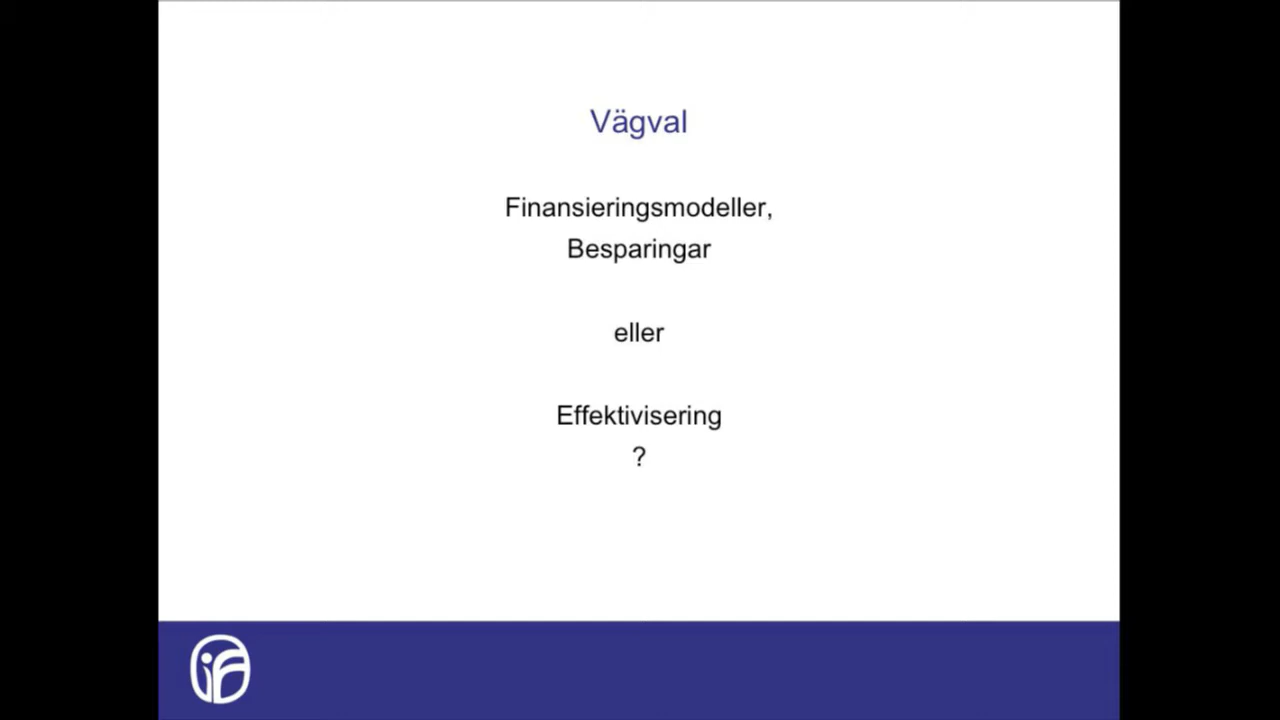 Vägval
Finansieringsmodeller,
Besparingar
eller
Effektivisering
?